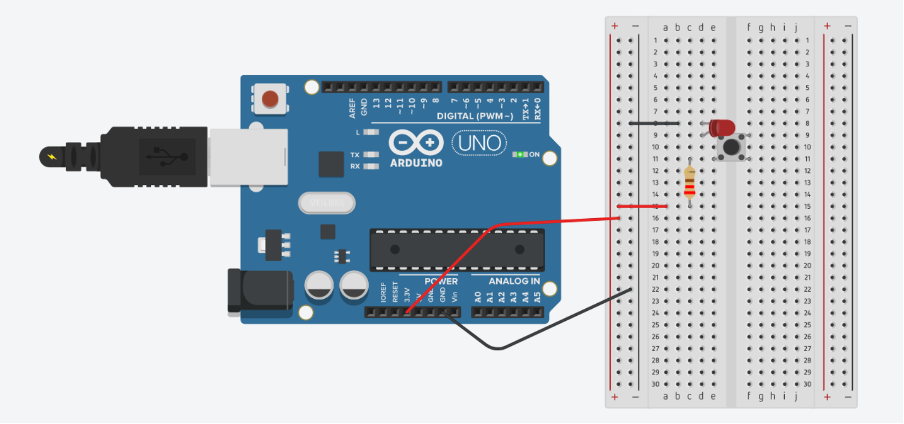 AREF
GND
13
12
~11
~10
~9
8
7
~6
~5
4
~3
2
TX→1
RX←0
DIGITAL (PWM ~)
L
TX
RX
ARDUINO
UNO
ON
POWER
ANALOG IN
IOREF
RESET
3.3V
5V
GND
GND
Vin
A0
A1
A2
A3
A4
A5
+ − a b c d e f g h i j + −
1 1
2 2
3 3
4 4
5 5
6 6
7 7
8 8
9 9
10 10
11 11
12 12
13 13
14 14
15 15
16 16
17 17
18 18
19 19
20 20
21 21
22 22
23 23
24 24
25 25
26 26
27 27
28 28
29 29
30 30
+ − a b c d e f g h i j + −